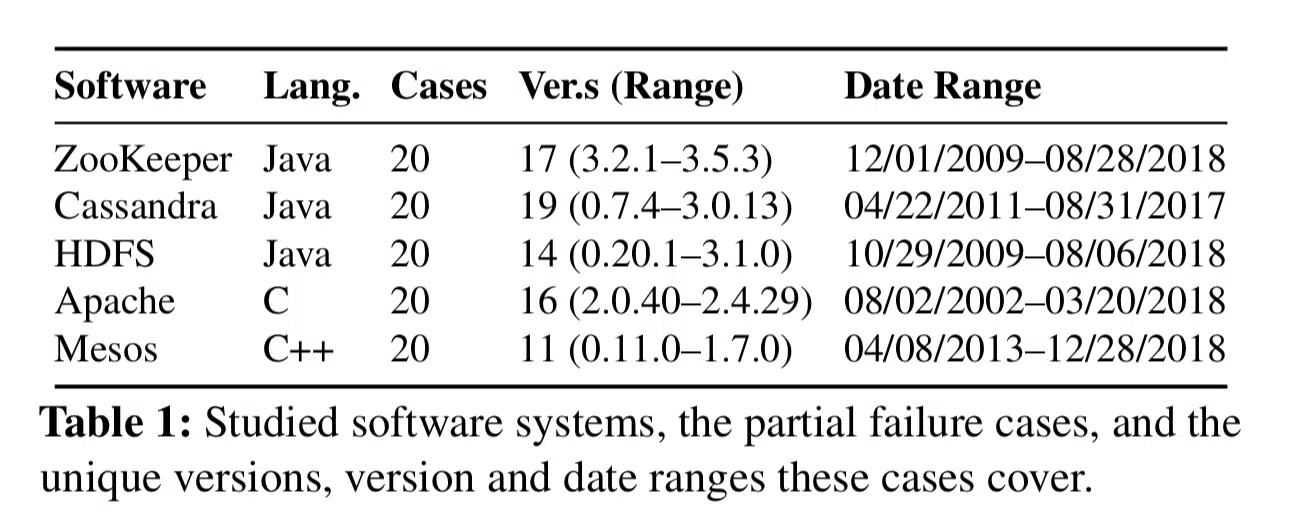 Software Lang. Cases Ver.s (Range) Date Range
ZooKeeper Java 20 17 (3.2.1–3.5.3) 12/01/2009–08/28/2018
Cassandra Java 20 19 (0.7.4–3.0.13) 04/22/2011–08/31/2017
HDFS Java 20 14 (0.20.1–3.1.0) 10/29/2009–08/06/2018
Apache C 20 16 (2.0.40–2.4.29) 08/02/2002–03/20/2018
Mesos C++ 20 11 (0.11.0–1.7.0) 04/08/2013–12/28/2018
Table 1: Studied software systems, the partial failure cases, and the
unique versions, version and date ranges these cases cover.